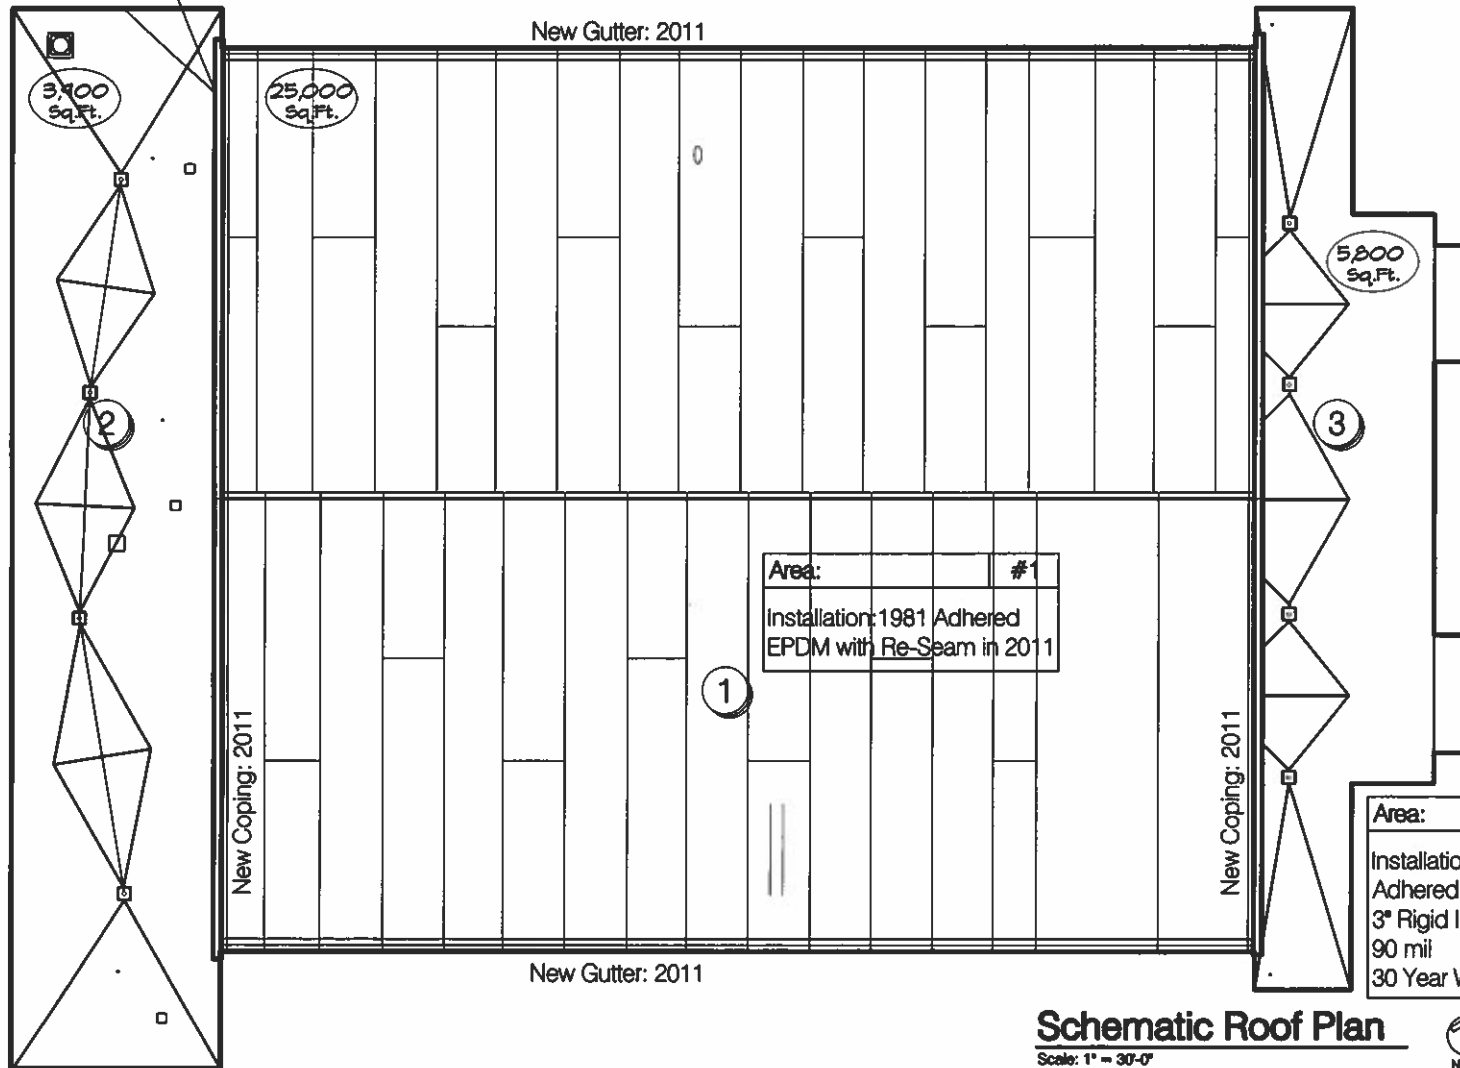 New Gutter: 2011
3,900
Sq.Ft.
25,000
Sq.Ft.
5,800
Sq.Ft.
2
3
Area: #1
Installation: 1981 Adhered
EPDM with Re-Seam in 2011
1
New Coping: 2011
New Coping: 2011
Area:
Installatio
Adhered
3" Rigid I
90 mil
30 Year W
New Gutter: 2011
Schematic Roof Plan
Scale: 1" = 30'-0"
N